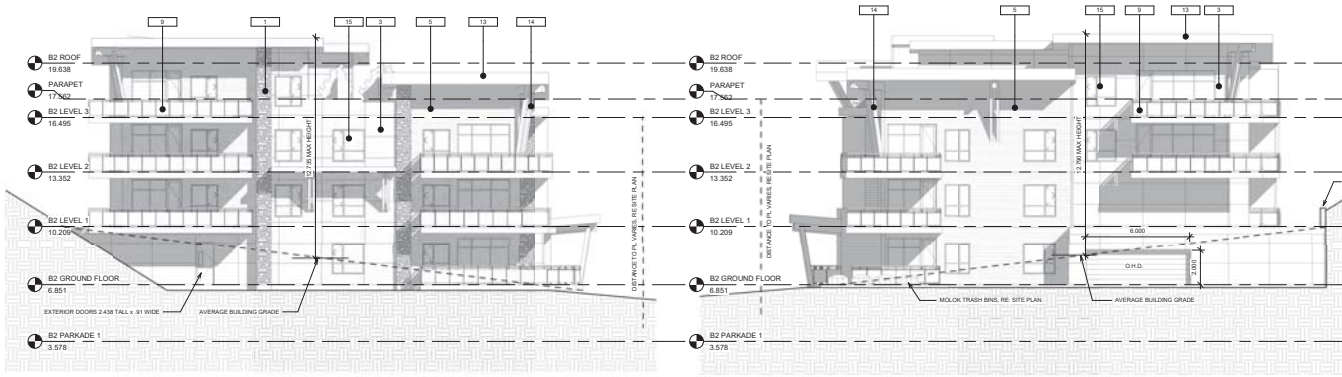 9
1
15
3
5
13
14
B2 ROOF
19.638
PARAPET
17.562
B2 LEVEL 3
16.495
B2 LEVEL 2
13.352
B2 LEVEL 1
10.209
B2 GROUND FLOOR
6.851
B2 PARKADE 1
3.578
12.735 MAX HEIGHT
EXTERIOR DOORS 2.438 TALL x .91 WIDE
AVERAGE BUILDING GRADE
DISTANCE TO PL VARIES, RE SITE PLAN
14
5
15
9
13
3
B2 ROOF
19.638
PARAPET
17.562
B2 LEVEL 3
16.495
B2 LEVEL 2
13.352
B2 LEVEL 1
10.209
B2 GROUND FLOOR
6.851
B2 PARKADE 1
3.578
DISTANCE TO PL VARIES, RE SITE PLAN
12.790 MAX HEIGHT
6.000
2.000
O.H.D.
MOLOK TRASH BINS, RE: SITE PLAN
AVERAGE BUILDING GRADE